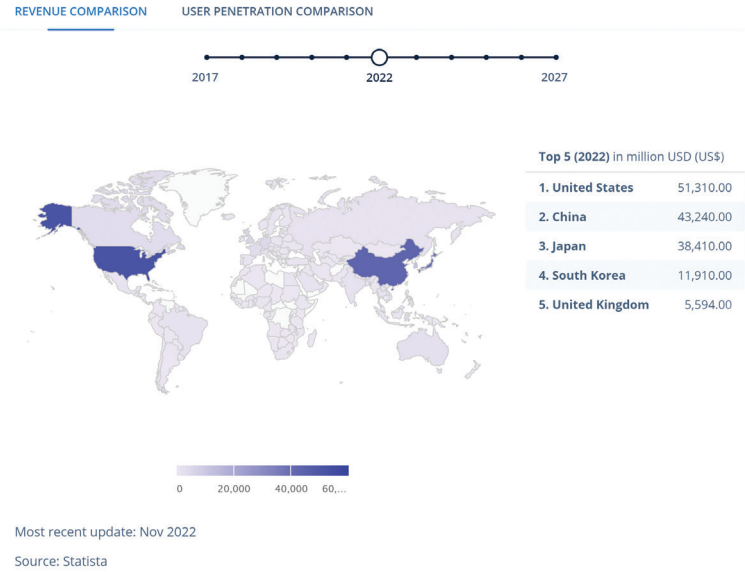 REVENUE COMPARISON USER PENETRATION COMPARISON
2017 2022 2027
Top 5 (2022) in million USD (US$)
1. United States 51,310.00
2. China 43,240.00
3. Japan 38,410.00
4. South Korea 11,910.00
5. United Kingdom 5,594.00
0 20,000 40,000 60,...
Most recent update: Nov 2022
Source: Statista